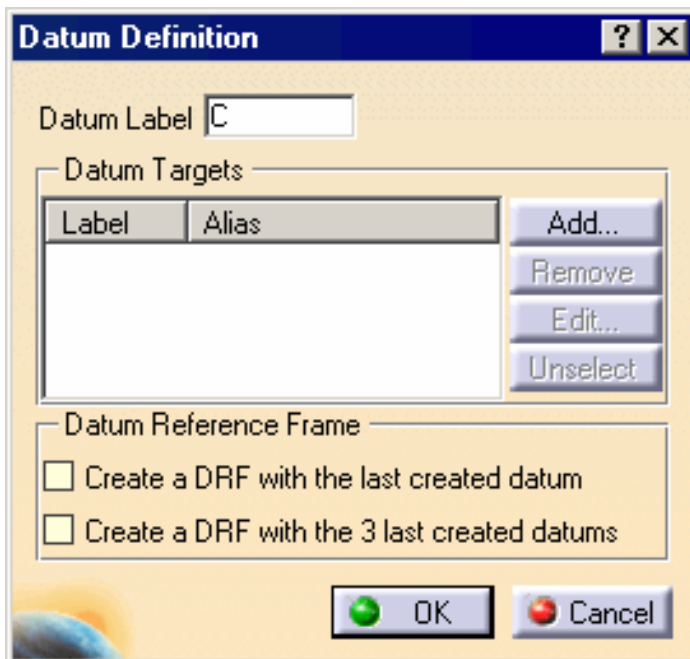 Datum Definition ? X
Datum Label C
Datum Targets
Label Alias
Add...
Remove
Edit...
Unselect
Datum Reference Frame
Create a DRF with the last created datum
Create a DRF with the 3 last created datums
OK Cancel